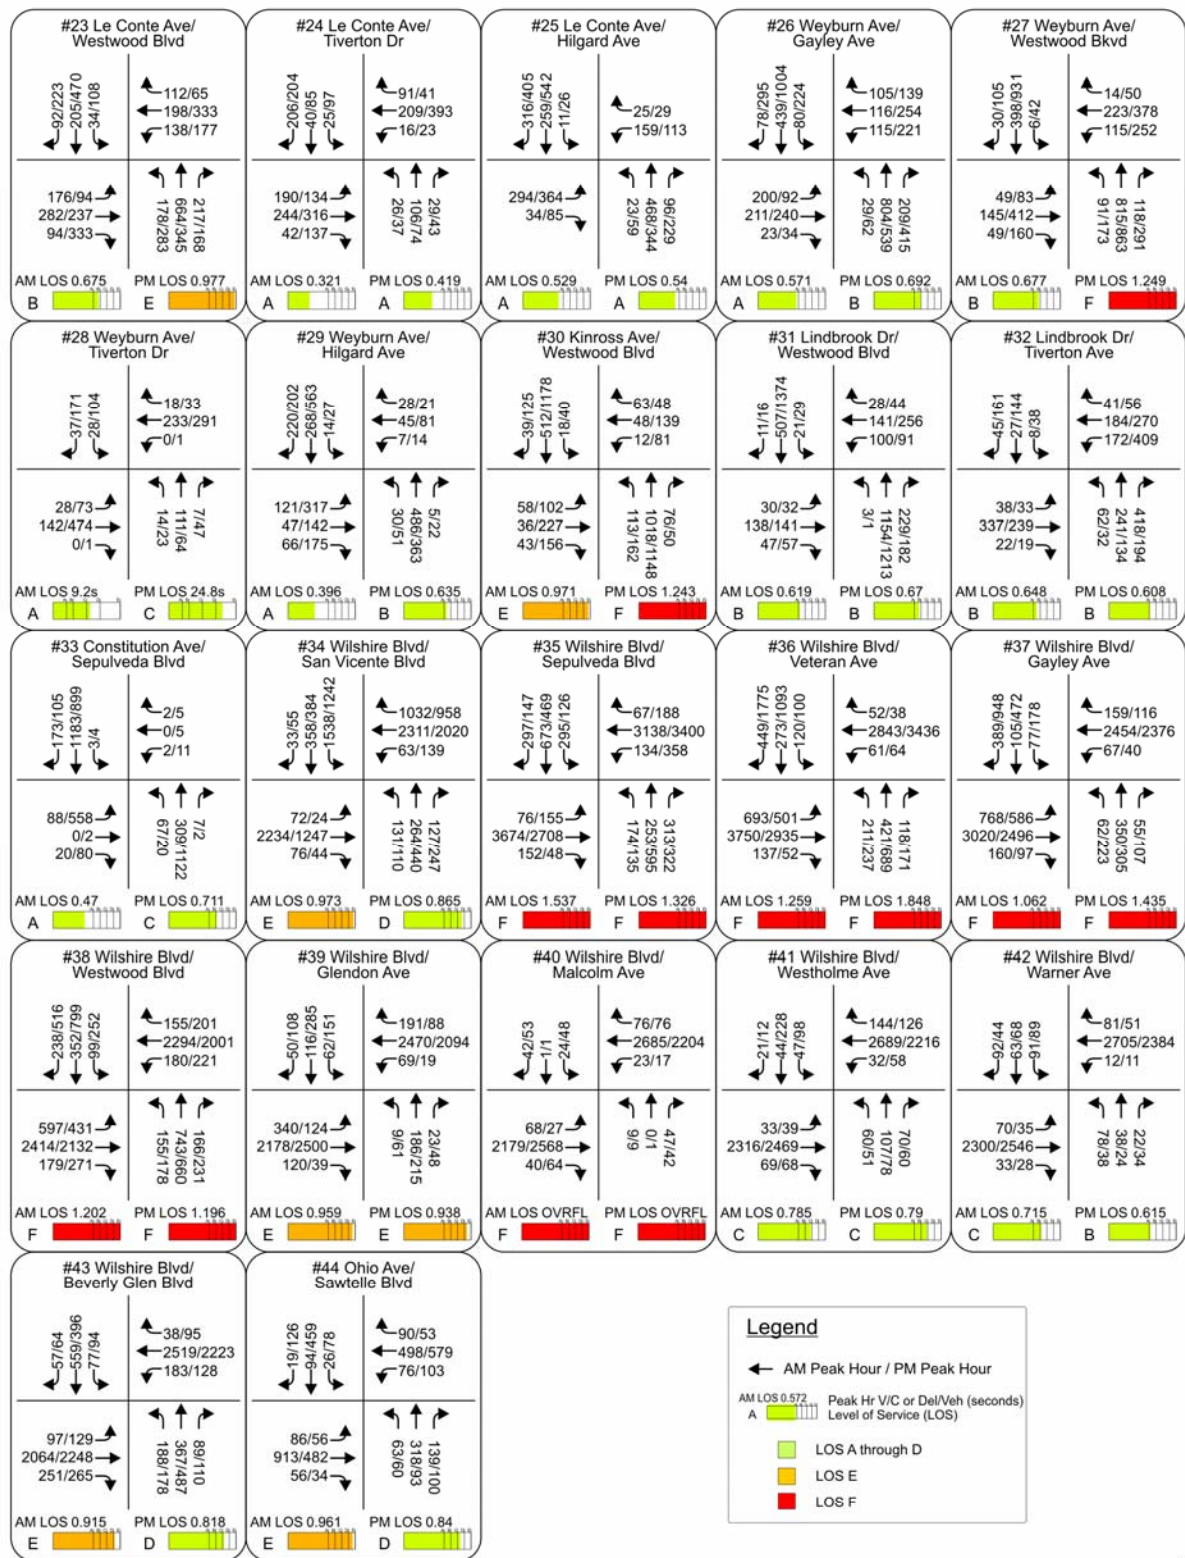 #23 Le Conte Ave/
Westwood Blvd
92/223
205/470
34/108
112/65
198/333
138/177
176/94
282/237
94/333
178/283
664/345
217/168
AM LOS 0.675
B
PM LOS 0.977
E
#24 Le Conte Ave/
Tiverton Dr
206/204
40/85
25/97
91/41
209/393
16/23
190/134
244/316
42/137
26/37
106/74
29/43
AM LOS 0.321
A
PM LOS 0.419
A
#25 Le Conte Ave/
Hilgard Ave
316/405
259/542
11/26
25/29
159/113
294/364
34/85
23/59
468/344
96/229
AM LOS 0.529
A
PM LOS 0.54
A
#26 Weyburn Ave/
Gayley Ave
78/295
439/1004
80/224
105/139
116/254
115/221
200/92
211/240
23/34
29/62
804/539
209/415
AM LOS 0.571
A
PM LOS 0.692
B
#27 Weyburn Ave/
Westwood Bkvd
30/105
398/931
6/42
14/50
223/378
115/252
49/83
145/412
49/160
91/173
815/863
118/291
AM LOS 0.677
B
PM LOS 1.249
F
#28 Weyburn Ave/
Tiverton Dr
37/171
28/104
18/33
233/291
0/1
28/73
142/474
0/1
14/23
111/64
7/47
AM LOS 9.2s
A
PM LOS 24.8s
C
#29 Weyburn Ave/
Hilgard Ave
220/202
268/563
14/27
28/21
45/81
7/14
121/317
47/142
66/175
30/51
486/363
5/22
AM LOS 0.396
A
PM LOS 0.635
B
#30 Kinross Ave/
Westwood Blvd
39/125
512/1178
18/40
63/48
48/139
12/81
58/102
36/227
43/156
113/162
1018/1148
76/50
AM LOS 0.971
E
PM LOS 1.243
F
#31 Lindbrook Dr/
Westwood Blvd
11/16
507/1374
21/29
28/44
141/256
100/91
30/32
138/141
47/57
3/1
1154/1213
229/182
AM LOS 0.619
B
PM LOS 0.67
B
#32 Lindbrook Dr/
Tiverton Ave
45/161
27/144
8/38
41/56
184/270
172/409
38/33
337/239
22/19
62/32
241/134
418/194
AM LOS 0.648
B
PM LOS 0.608
B
#33 Constitution Ave/
Sepulveda Blvd
173/105
1183/899
3/4
2/5
0/5
2/11
88/558
0/2
20/80
67/20
309/1122
7/2
AM LOS 0.47
A
PM LOS 0.711
C
#34 Wilshire Blvd/
San Vicente Blvd
33/55
358/384
1538/1242
1032/958
2311/2020
63/139
72/24
2234/1247
76/44
131/110
264/440
127/247
AM LOS 0.973
E
PM LOS 0.865
D
#35 Wilshire Blvd/
Sepulveda Blvd
297/147
673/469
295/126
67/188
3138/3400
134/358
76/155
3674/2708
152/48
174/135
253/595
313/322
AM LOS 1.537
F
PM LOS 1.326
F
#36 Wilshire Blvd/
Veteran Ave
449/1775
273/1093
120/100
52/38
2843/3436
61/64
693/501
3750/2935
137/52
211/237
421/689
118/171
AM LOS 1.259
F
PM LOS 1.848
F
#37 Wilshire Blvd/
Gayley Ave
389/948
105/472
77/178
159/116
2454/2376
67/40
768/586
3020/2496
160/97
62/223
350/305
55/107
AM LOS 1.062
F
PM LOS 1.435
F
#38 Wilshire Blvd/
Westwood Blvd
238/516
352/799
99/252
155/201
2294/2001
180/221
597/431
2414/2132
179/271
155/178
743/660
166/231
AM LOS 1.202
F
PM LOS 1.196
F
#39 Wilshire Blvd/
Glendon Ave
50/108
119/285
62/151
191/88
2470/2094
69/19
340/124
2178/2500
120/39
9/61
186/215
23/48
AM LOS 0.959
E
PM LOS 0.938
E
#40 Wilshire Blvd/
Malcolm Ave
42/53
1/1
24/48
76/76
2685/2204
23/17
68/27
2179/2568
40/64
9/9
0/1
47/42
AM LOS OVRFL
F
PM LOS OVRFL
F
#41 Wilshire Blvd/
Westholme Ave
21/12
44/228
47/98
144/126
2689/2216
32/58
33/39
2316/2469
69/68
60/51
107/78
70/60
AM LOS 0.785
C
PM LOS 0.79
C
#42 Wilshire Blvd/
Warner Ave
92/44
63/68
91/89
81/51
2705/2384
12/11
70/35
2300/2546
33/28
78/38
38/24
22/34
AM LOS 0.715
C
PM LOS 0.615
B
#43 Wilshire Blvd/
Beverly Glen Blvd
57/64
559/396
77/94
38/95
2519/2223
183/128
97/129
2064/2248
251/265
188/178
367/487
89/110
AM LOS 0.915
E
PM LOS 0.818
D
#44 Ohio Ave/
Sawtelle Blvd
19/126
94/459
26/78
90/53
498/579
76/103
86/56
913/482
56/34
63/60
318/93
139/100
AM LOS 0.961
E
PM LOS 0.84
D
Legend
AM Peak Hour / PM Peak Hour
AM LOS 0.572
A
Peak Hr V/C or Del/Veh (seconds)
Level of Service (LOS)
LOS A through D
LOS E
LOS F